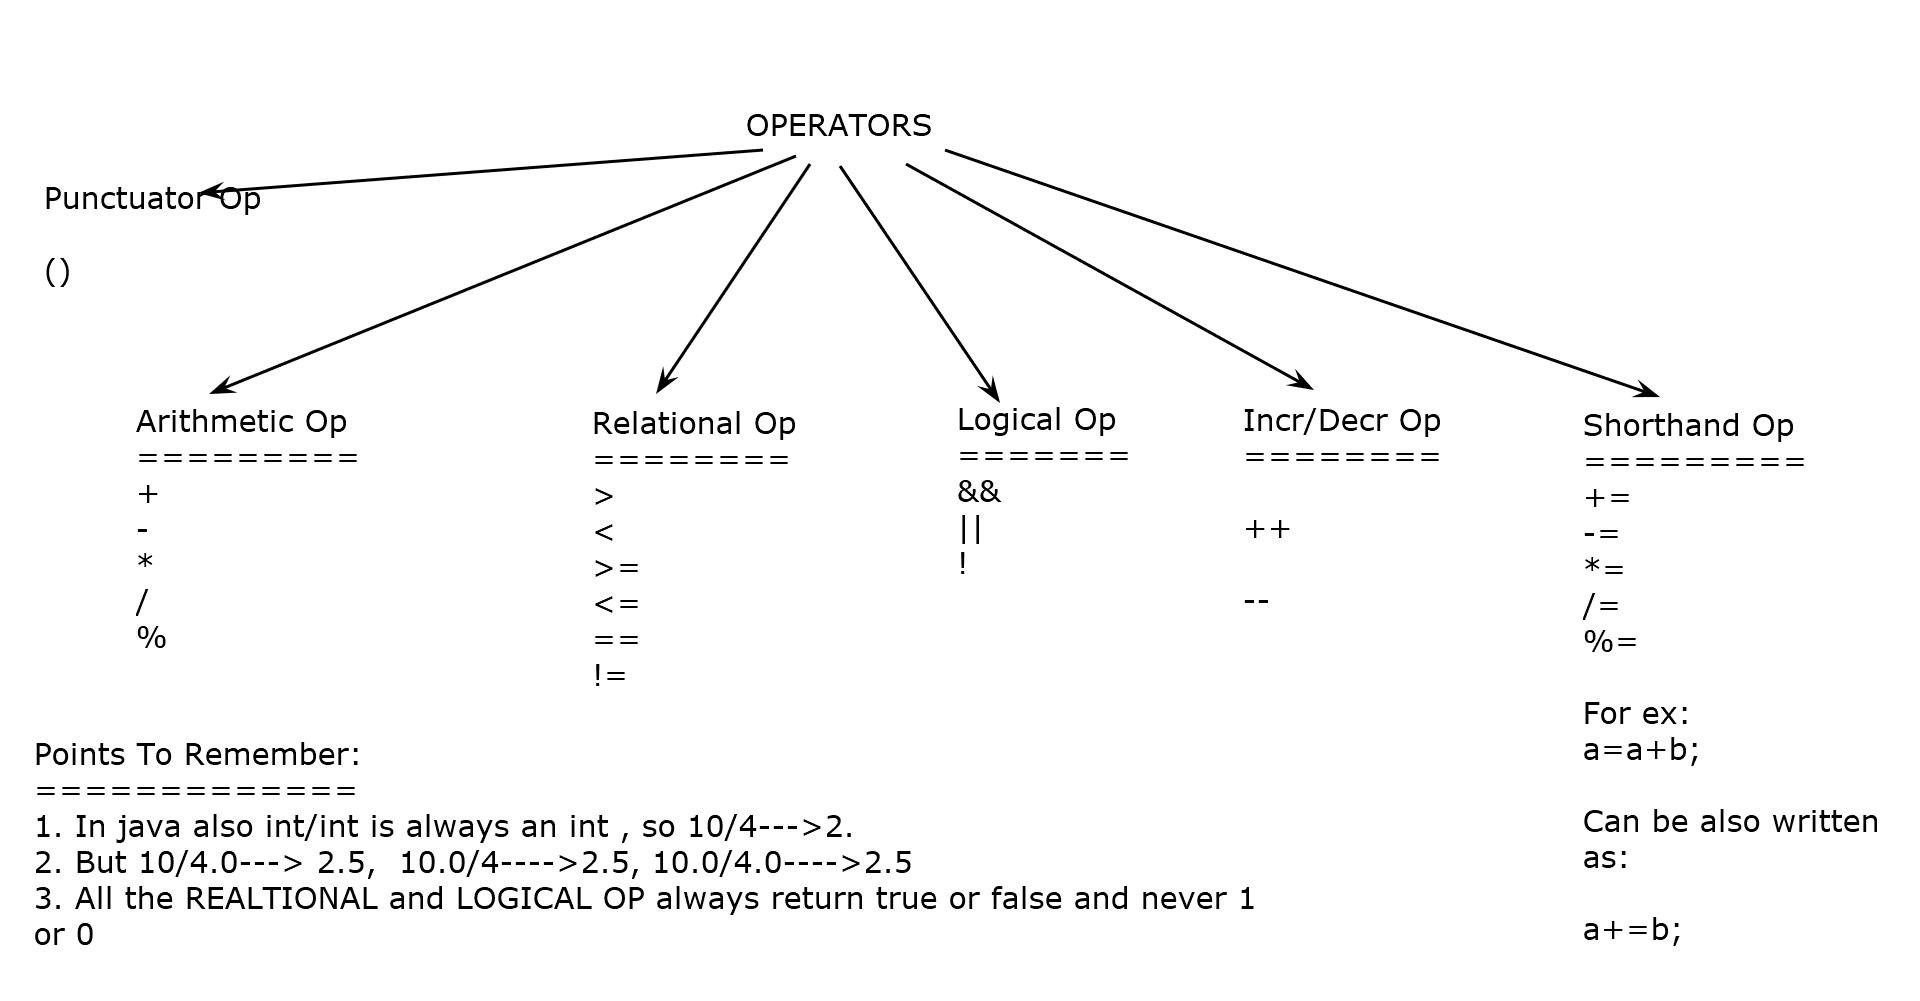 OPERATORS
Punctuator Op
()
Arithmetic Op
=========
+
-
*
/
%
Relational Op
========
>
<
>=
<=
==
!=
Logical Op
=======
&&
||
!
Incr/Decr Op
========
++
--
Shorthand Op
=========
+=
-=
*=
/=
%=
For ex:
a=a+b;
Can be also written
as:
a+=b;
Points To Remember:
=============
1. In java also int/int is always an int , so 10/4--->2.
2. But 10/4.0---> 2.5,  10.0/4---->2.5, 10.0/4.0---->2.5
3. All the REALTIONAL and LOGICAL OP always return true or false and never 1
or 0